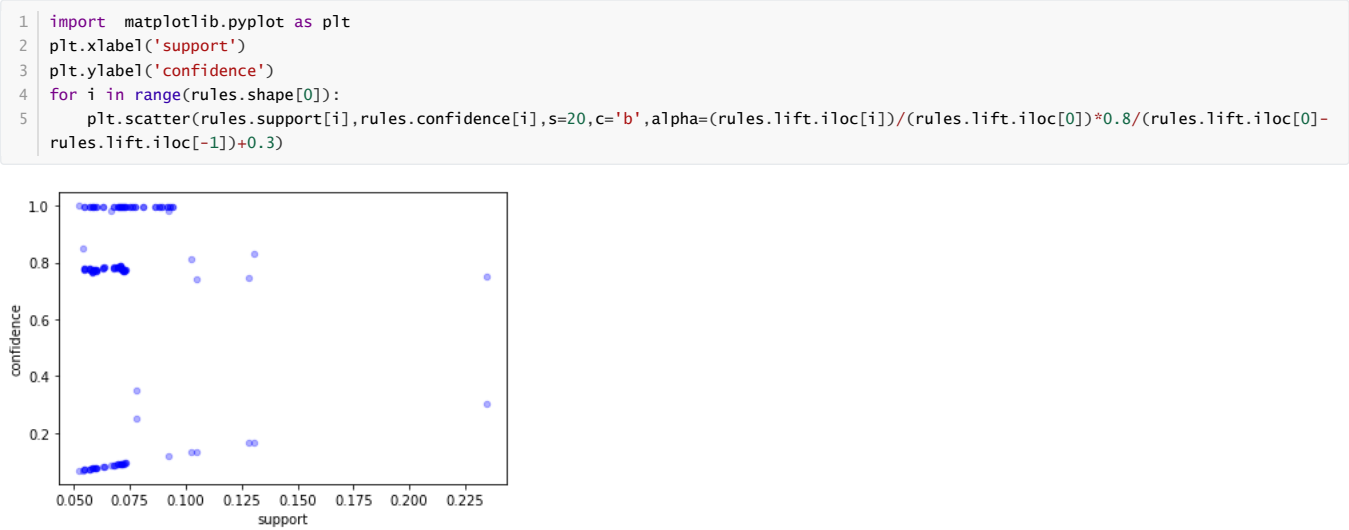 1 import  matplotlib.pyplot as plt
2 plt.xlabel('support')
3 plt.ylabel('confidence')
4 for i in range(rules.shape[0]):
5     plt.scatter(rules.support[i],rules.confidence[i],s=20,c='b',alpha=(rules.lift.iloc[i])/(rules.lift.iloc[0])*0.8/(rules.lift.iloc[0]-
rules.lift.iloc[-1])+0.3)
1.0
0.8
0.6
0.4
0.2
confidence
0.050 0.075 0.100 0.125 0.150 0.175 0.200 0.225
support